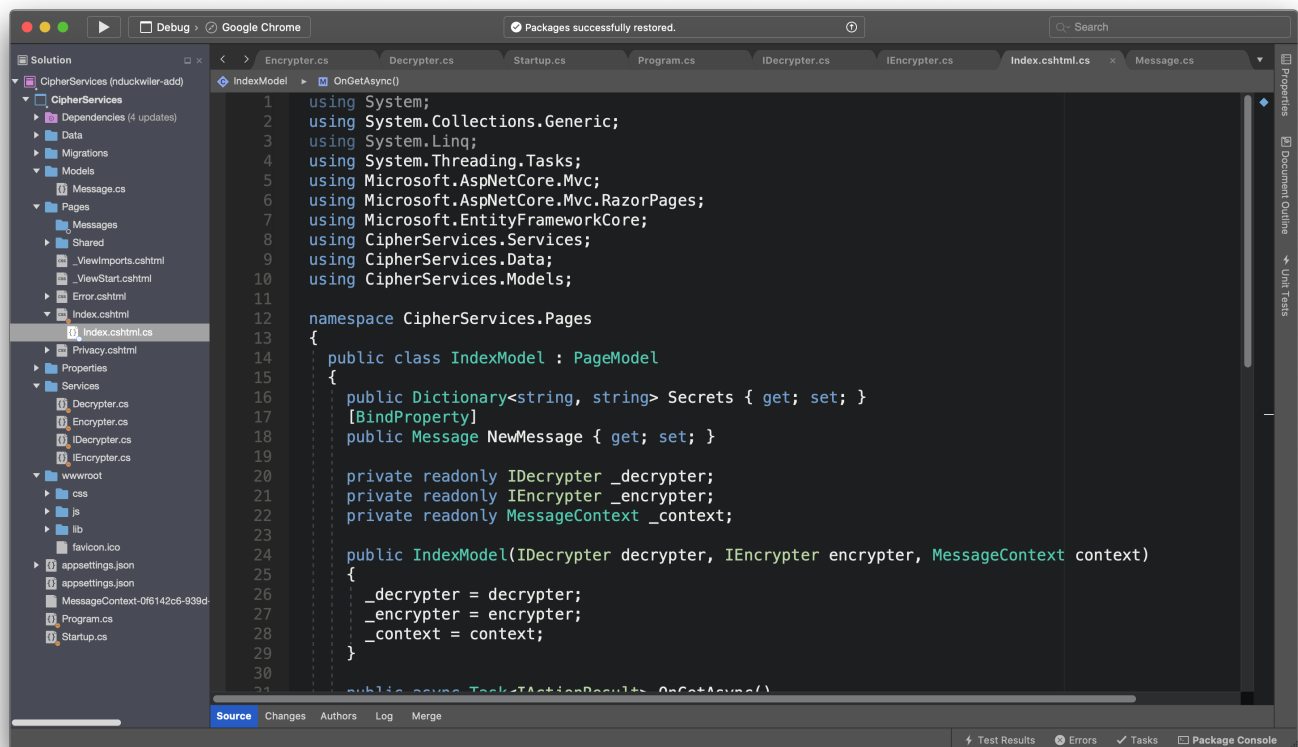 Debug › Google Chrome
Packages successfully restored.
Search
Solution
CipherServices (nduckwiler-add)
CipherServices
Dependencies (4 updates)
Data
Migrations
Models
Message.cs
Pages
Messages
Shared
_ViewImports.cshtml
_ViewStart.cshtml
Error.cshtml
Index.cshtml
Index.cshtml.cs
Privacy.cshtml
Properties
Services
Decrypter.cs
Encrypter.cs
IDecrypter.cs
IEncrypter.cs
wwwroot
css
js
lib
favicon.ico
appsettings.json
appsettings.json
MessageContext-0f6142c6-939d-
Program.cs
Startup.cs
Encrypter.cs Decrypter.cs Startup.cs Program.cs IDecrypter.cs IEncrypter.cs Index.cshtml.cs × Message.cs
IndexModel ▸ M OnGetAsync()
1 using System;
2 using System.Collections.Generic;
3 using System.Linq;
4 using System.Threading.Tasks;
5 using Microsoft.AspNetCore.Mvc;
6 using Microsoft.AspNetCore.Mvc.RazorPages;
7 using Microsoft.EntityFrameworkCore;
8 using CipherServices.Services;
9 using CipherServices.Data;
10 using CipherServices.Models;
11
12 namespace CipherServices.Pages
13 {
14 public class IndexModel : PageModel
15 {
16 public Dictionary<string, string> Secrets { get; set; }
17 [BindProperty]
18 public Message NewMessage { get; set; }
19
20 private readonly IDecrypter _decrypter;
21 private readonly IEncrypter _encrypter;
22 private readonly MessageContext _context;
23
24 public IndexModel(IDecrypter decrypter, IEncrypter encrypter, MessageContext context)
25 {
26 _decrypter = decrypter;
27 _encrypter = encrypter;
28 _context = context;
29 }
30
31 public async Task<IActionResult> OnGetAsync()
Source Changes Authors Log Merge
Properties
Document Outline
Unit Tests
Test Results Errors Tasks Package Console